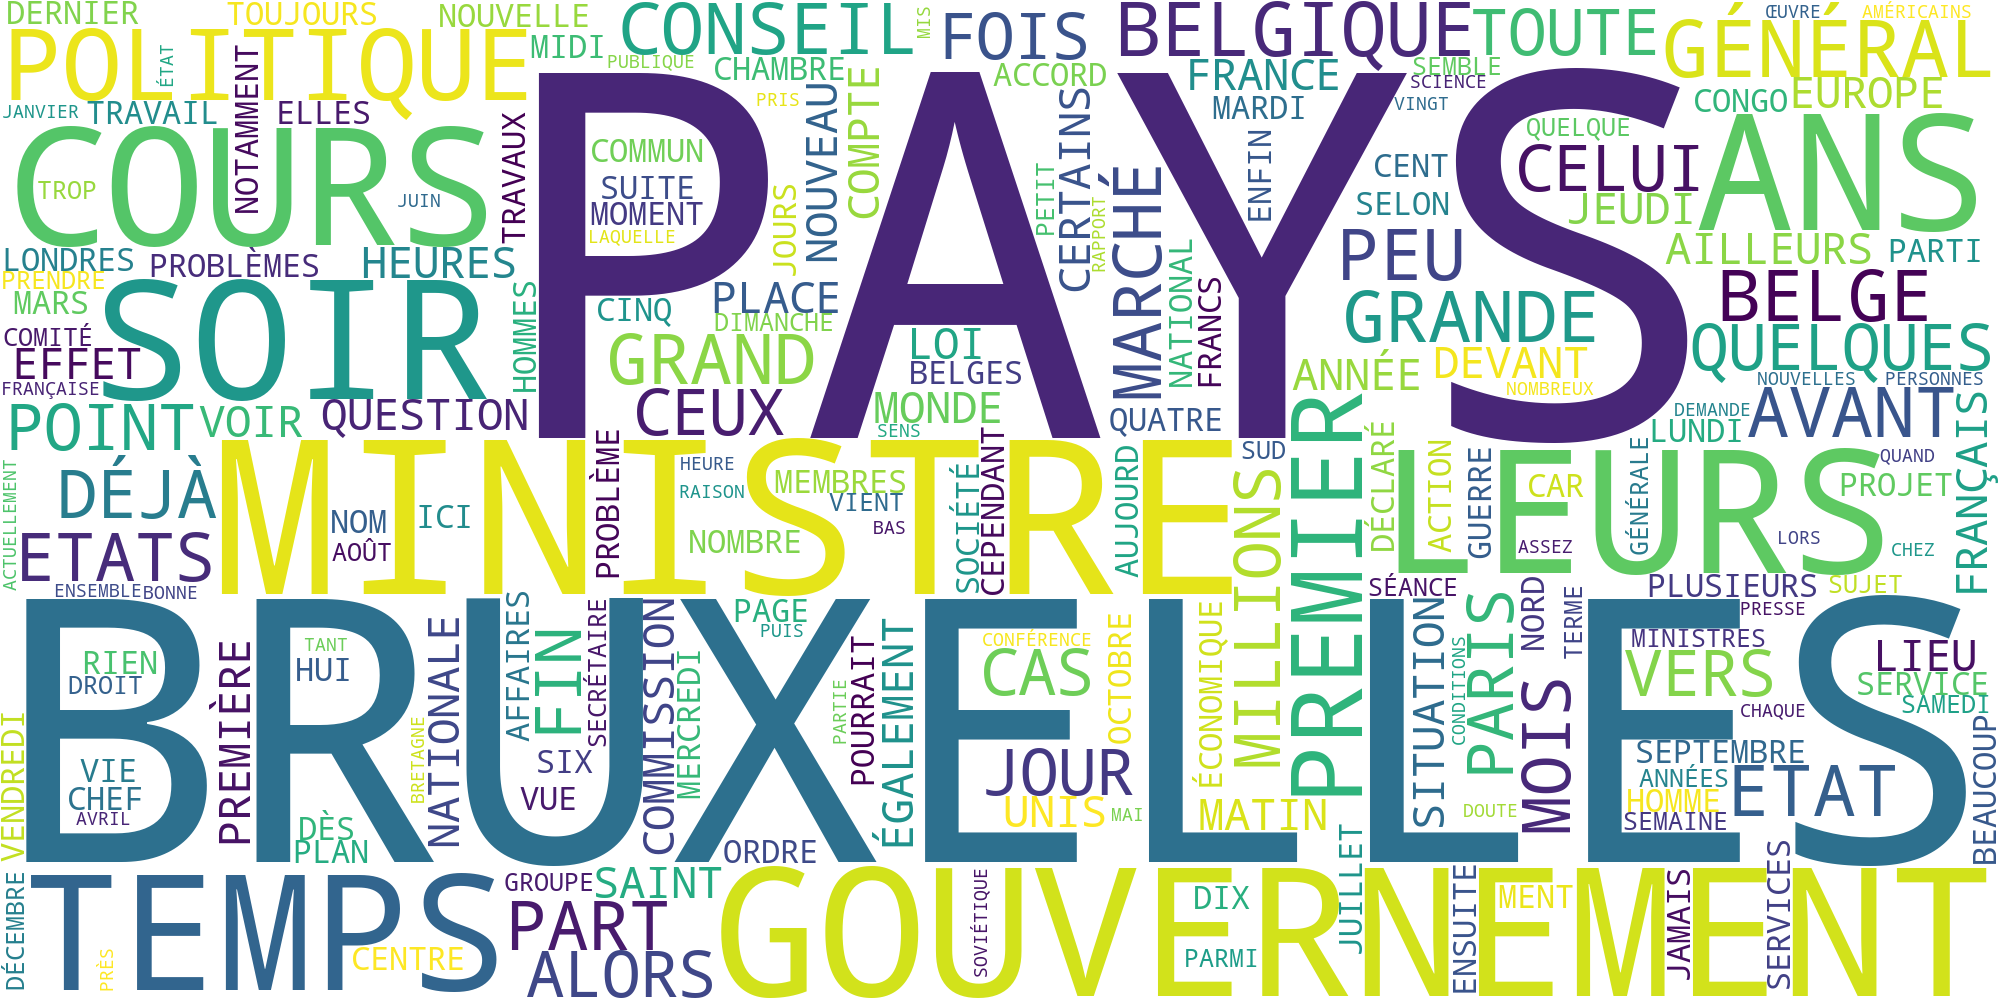 DERNIER
TOUJOURS
NOUVELLE
CONSEIL
MIS
FOIS
BELGIQUE
TOUTE
GÉNÉRAL
ŒUVRE
AMÉRICAINS
POLITIQUE
ÉTAT
MIDI
PUBLIQUE
CHAMBRE
ACCORD
FRANCE
SEMBLE
SCIENCE
JANVIER
TRAVAIL
NOTAMMENT
ELLES
TRAVAUX
PAYS
PRIS
NOUVEAU
COMPTE
CERTAINS
MARDI
VINGT
CONGO
EUROPE
COURS
TROP
JUIN
COMMUN
SUITE
MOMENT
LAQUELLE
JOURS
PETIT
RAPPORT
MARCHÉ
ENFIN
CENT
SELON
QUELQUE
CELUI
JEUDI
ANS
LONDRES
PROBLÈMES
HEURES
PRENDRE
MARS
COMITÉ
EFFET
FRANÇAISE
SOIR
HOMMES
CINQ
PLACE
DIMANCHE
GRAND
LOI
BELGES
NATIONAL
FRANCS
PEU
GRANDE
AILLEURS
PARTI
BELGE
QUELQUES
POINT
VOIR
QUESTION
CEUX
MONDE
SENS
QUATRE
ANNÉE
DEVANT
NOMBREUX
NOUVELLES
PERSONNES
DEMANDE
AVANT
LUNDI
FRANÇAIS
ACTUELLEMENT
DÉJÀ
ETATS
MINISTRE
NOM
ICI
AOÛT
PROBLÈME
HEURE
RAISON
MEMBRES
VIENT
BAS
NOMBRE
SOCIÉTÉ
CEPENDANT
AUJOURD
SUD
MILLIONS
PREMIER
DÉCLARÉ
ACTION
GUERRE
LEURS
CAR
ASSEZ
GÉNÉRALE
QUAND
PROJET
LORS
CHEZ
ENSEMBLE
BONNE
SÉANCE
PLUSIEURS
SUJET
PRESSE
BRUXELLES
RIEN
DROIT
PREMIÈRE
TANT
HUI
NATIONALE
AFFAIRES
FIN
SECRÉTAIRE
COMMISSION
MERCREDI
PAGE
PUIS
PARTIE
POURRAIT
ÉGALEMENT
CONFÉRENCE
CAS
OCTOBRE
ÉCONOMIQUE
SITUATION
CONDITIONS
PARIS
NORD
MOIS
TERME
MINISTRES
VERS
LIEU
SERVICE
SAMEDI
CHAQUE
BEAUCOUP
VENDREDI
VIE
CHEF
AVRIL
BRETAGNE
SIX
VUE
JOUR
UNIS
MAI
MATIN
DOUTE
SEPTEMBRE
ANNÉES
HOMME
SEMAINE
ETAT
DÈS
PLAN
ORDRE
DÉCEMBRE
TEMPS
PRÈS
CENTRE
GROUPE
SAINT
PART
ALORS
GOUVERNEMENT
SOVIÉTIQUE
DIX
PARMI
JUILLET
ENSUITE
MENT
JAMAIS
SERVICES